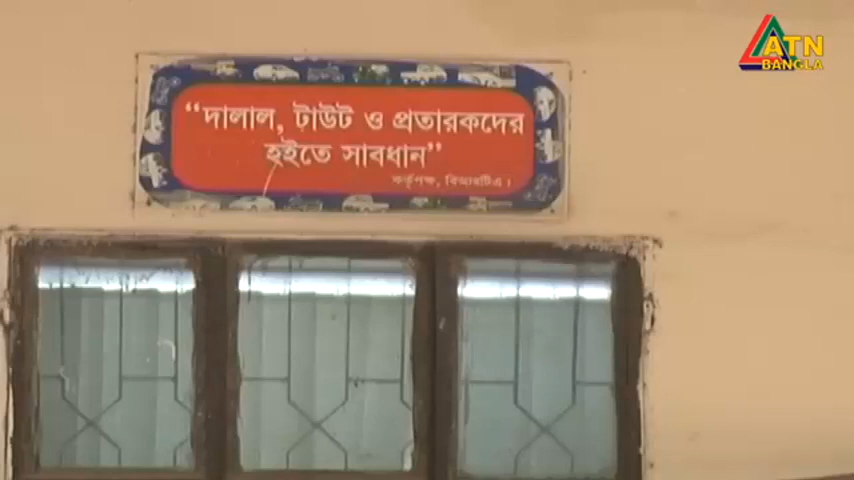 ATN
BANGLA
“দালাল, টাউট ও প্রতারকদের
হইতে সাবধান”
কর্তৃপক্ষ, বিআরটিএ।